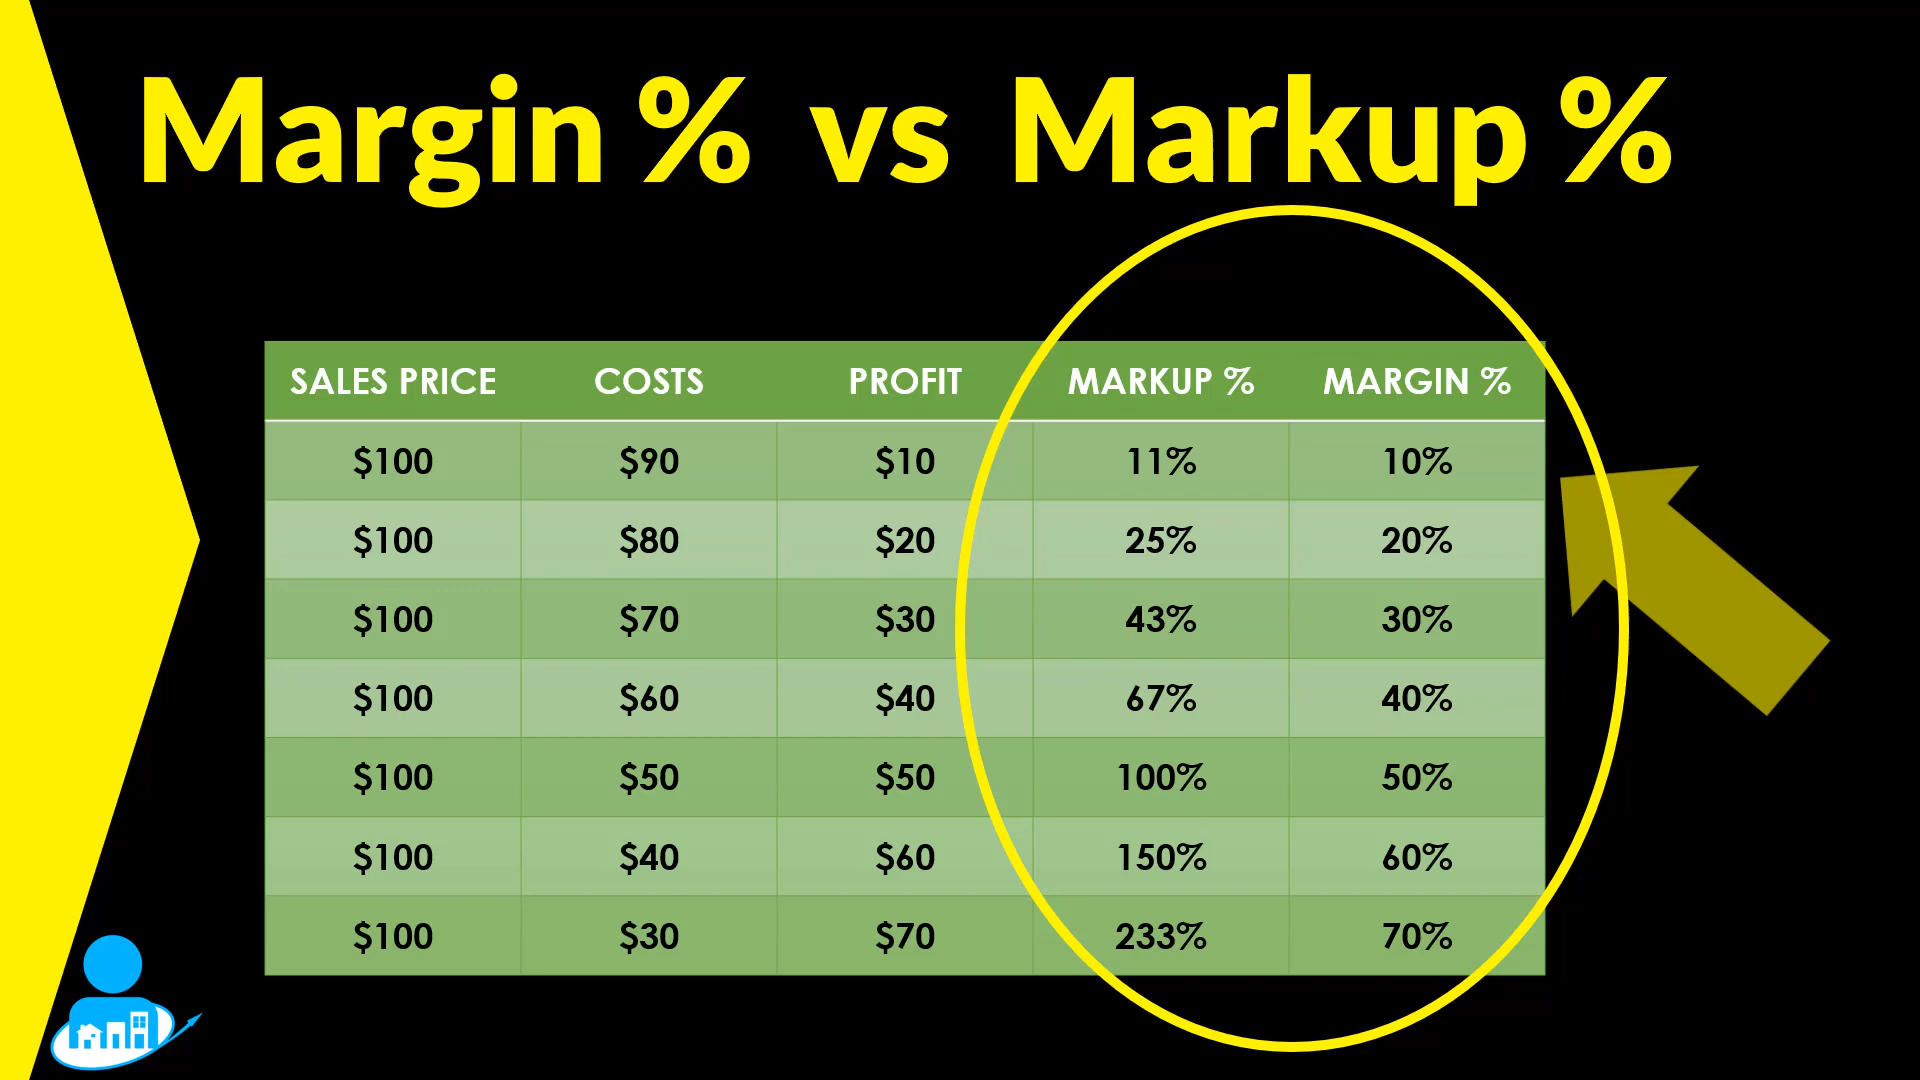 Margin % vs Markup %
SALES PRICE COSTS PROFIT MARKUP % MARGIN %
$100 $90 $10 11% 10%
$100 $80 $20 25% 20%
$100 $70 $30 43% 30%
$100 $60 $40 67% 40%
$100 $50 $50 100% 50%
$100 $40 $60 150% 60%
$100 $30 $70 233% 70%